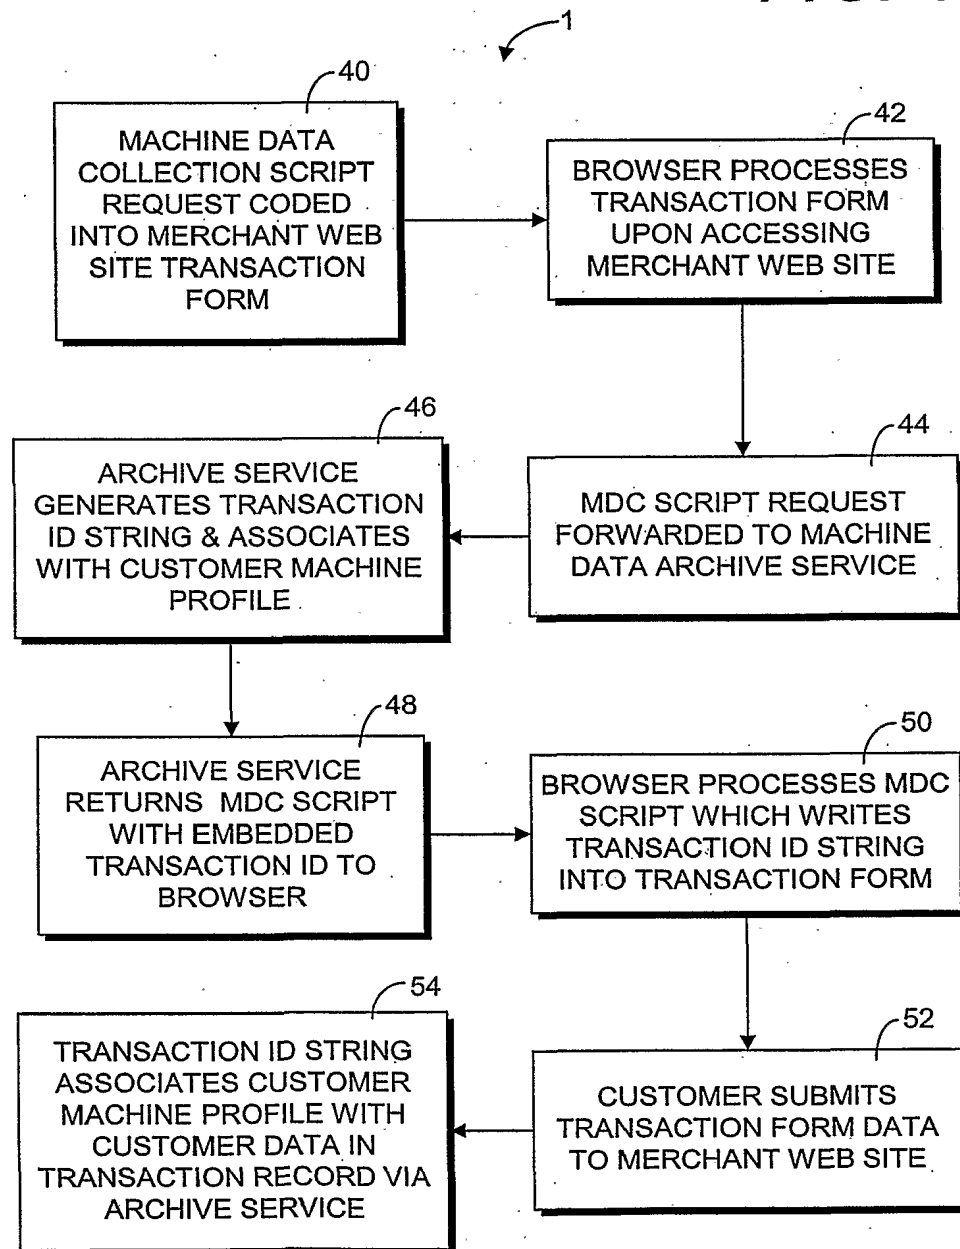 1
40
MACHINE DATA
COLLECTION SCRIPT
REQUEST CODED
INTO MERCHANT WEB
SITE TRANSACTION
FORM
42
BROWSER PROCESSES
TRANSACTION FORM
UPON ACCESSING
MERCHANT WEB SITE
44
MDC SCRIPT REQUEST
FORWARDED TO MACHINE
DATA ARCHIVE SERVICE
46
ARCHIVE SERVICE
GENERATES TRANSACTION
ID STRING & ASSOCIATES
WITH CUSTOMER MACHINE
PROFILE
48
ARCHIVE SERVICE
RETURNS MDC SCRIPT
WITH EMBEDDED
TRANSACTION ID TO
BROWSER
50
BROWSER PROCESSES MDC
SCRIPT WHICH WRITES
TRANSACTION ID STRING
INTO TRANSACTION FORM
52
CUSTOMER SUBMITS
TRANSACTION FORM DATA
TO MERCHANT WEB SITE
54
TRANSACTION ID STRING
ASSOCIATES CUSTOMER
MACHINE PROFILE WITH
CUSTOMER DATA IN
TRANSACTION RECORD VIA
ARCHIVE SERVICE